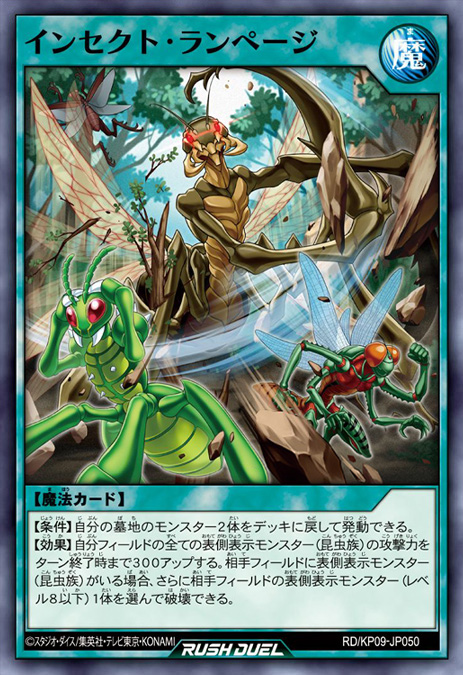 インセクト・ランページ
魔
ま
【魔法カード】
【条件】自分の墓地のモンスター2体をデッキに戻して発動できる。
【効果】自分フィールドの全ての表側表示モンスター(昆虫族)の攻撃力を
ターン終了時まで300アップする。相手フィールドに表側表示モンスター
(昆虫族)がいる場合、さらに相手フィールドの表側表示モンスター(レベ
ル8以下)1体を選んで破壊できる。
©スタジオ・ダイス/集英社・テレビ東京・KONAMI
RUSH DUEL
RD/KP09-JP050